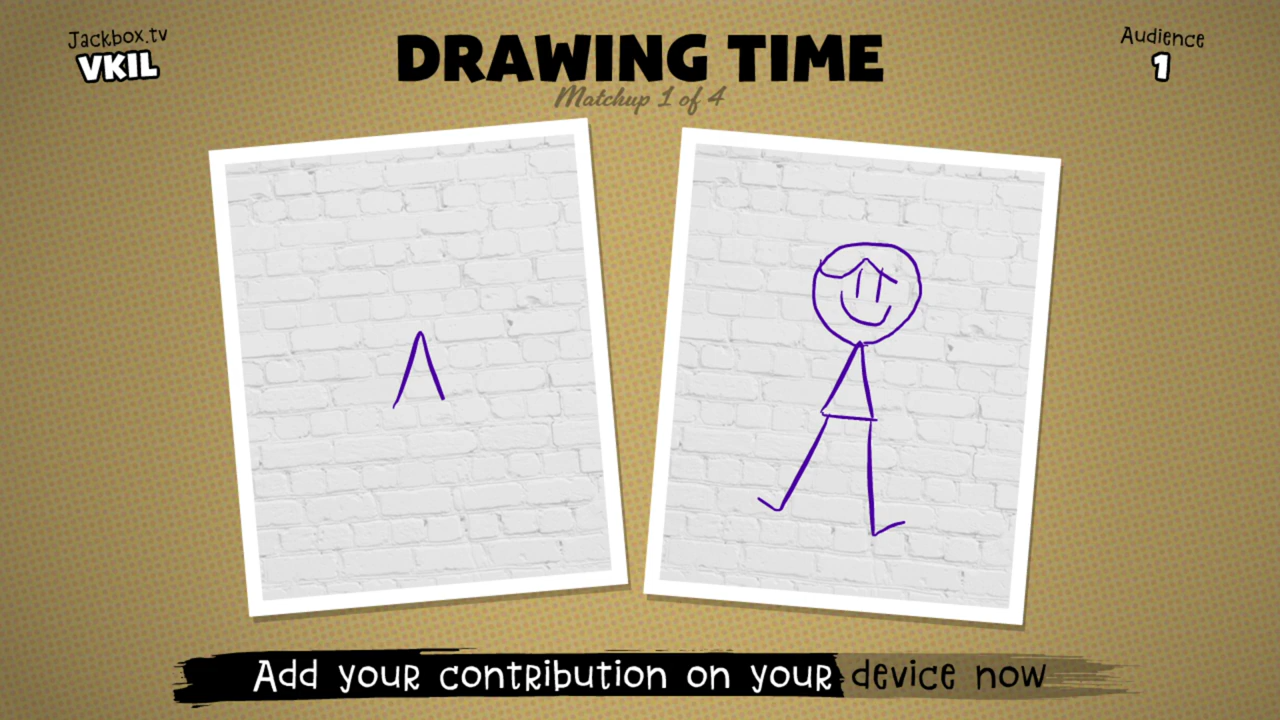 Jackbox.tv
VKIL
DRAWING TIME
Matchup 1 of 4
Audience
1
Add your contribution on your device now